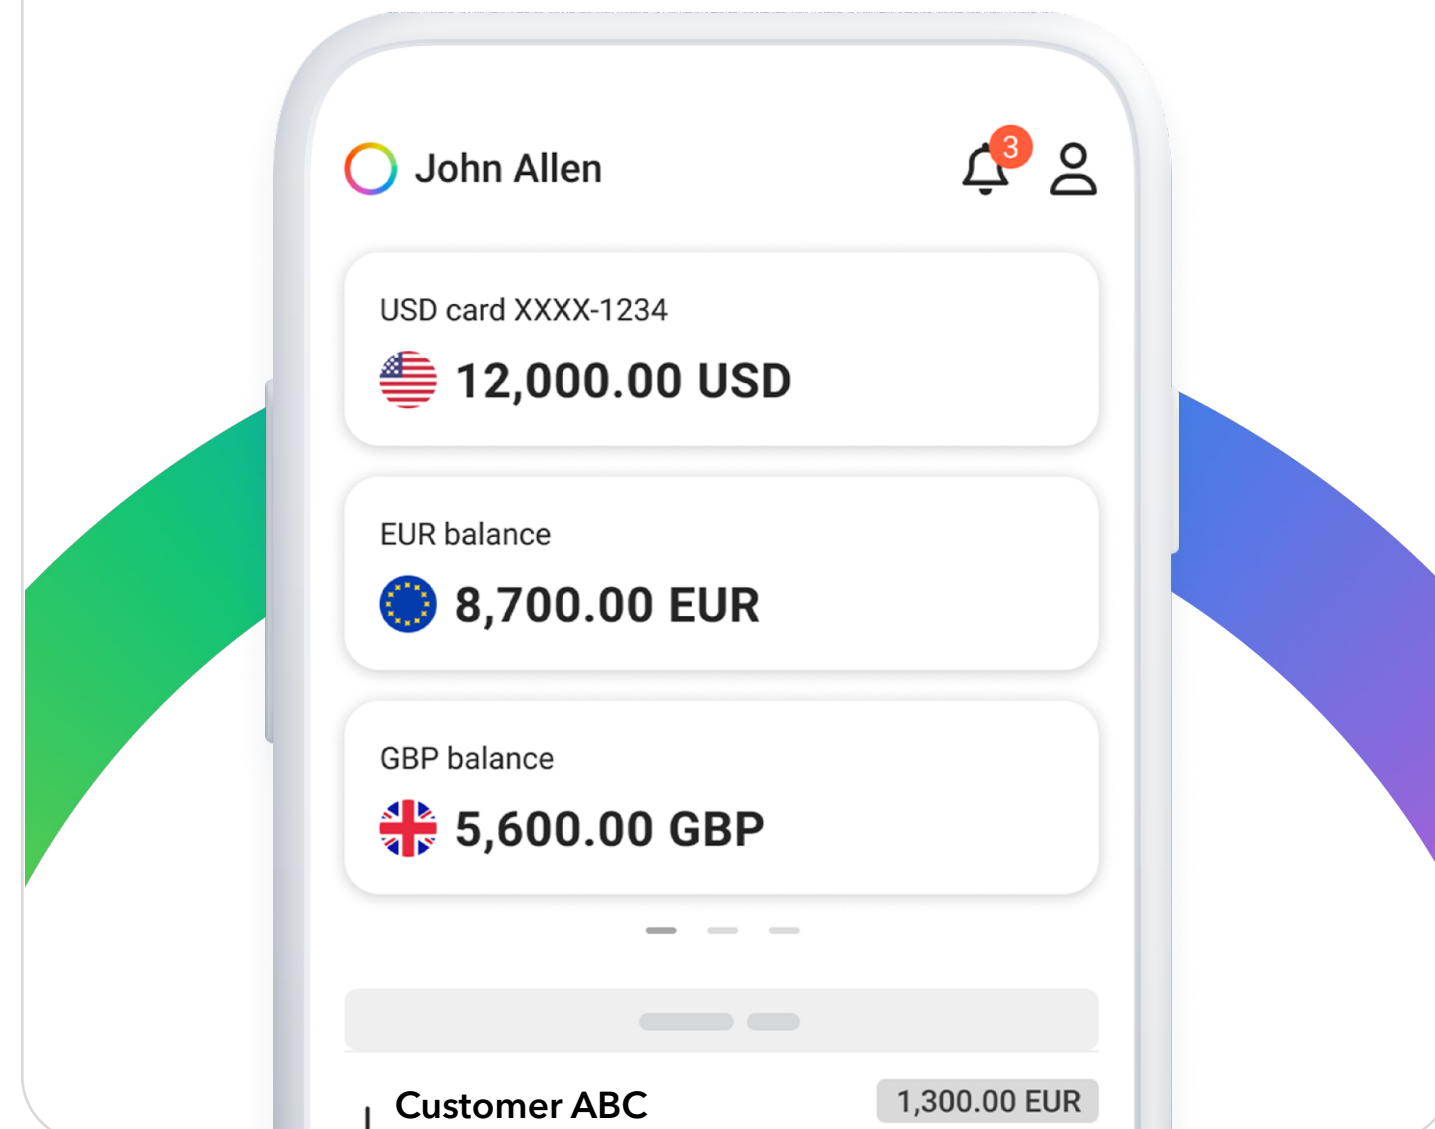 John Allen
3
USD card XXXX-1234
12,000.00 USD
EUR balance
8,700.00 EUR
GBP balance
5,600.00 GBP
Customer ABC
1,300.00 EUR